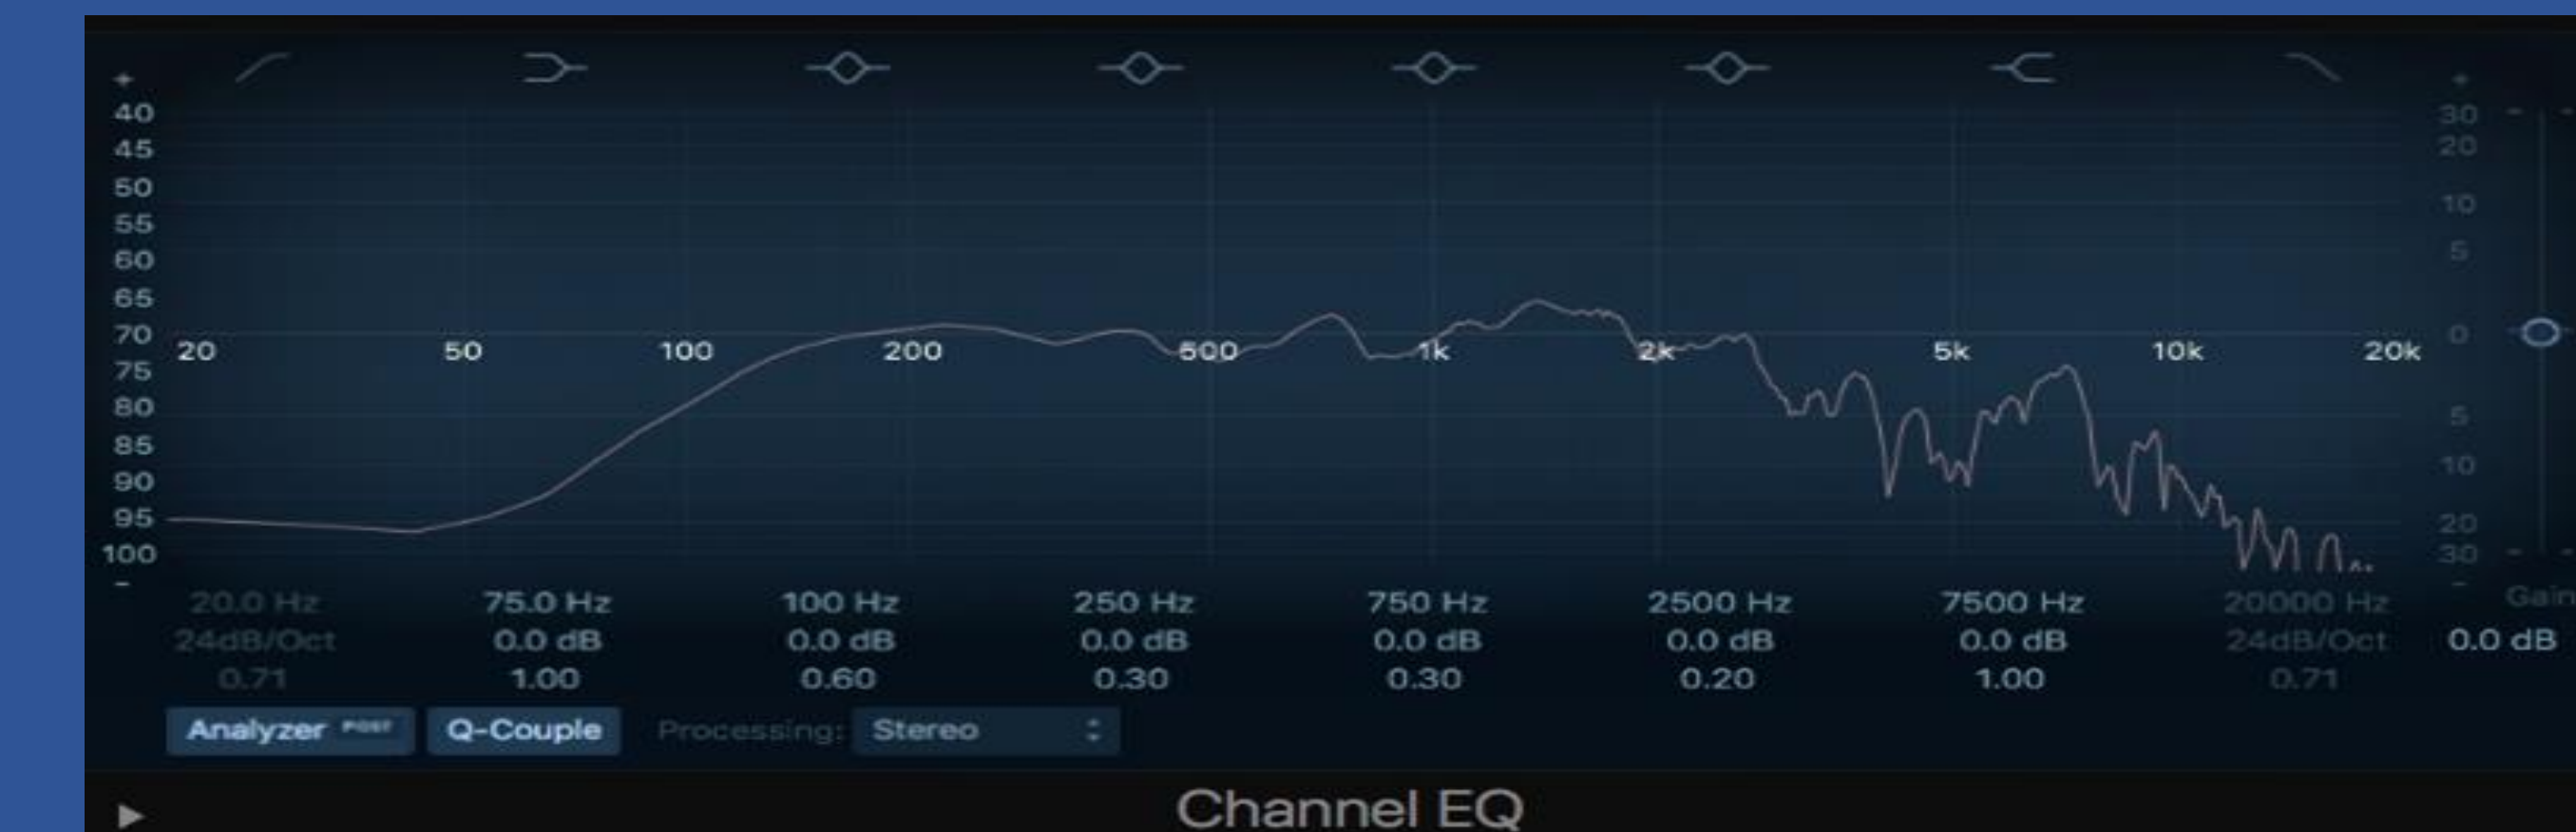 + +
40 30
45 20
50 10
55
60 5
65
70 0
20 50 100 200 500 1k 2k 5k 10k 20k
75
80 5
85
90 10
95 20
100 30
- -
20.0 Hz 75.0 Hz 100 Hz 250 Hz 750 Hz 2500 Hz 7500 Hz 20000 Hz Gain
24dB/Oct 0.0 dB 0.0 dB 0.0 dB 0.0 dB 0.0 dB 0.0 dB 24dB/Oct 0.0 dB
0.71 1.00 0.60 0.30 0.30 0.20 1.00 0.71
Analyzer POST Q-Couple Processing: Stereo
Channel EQ